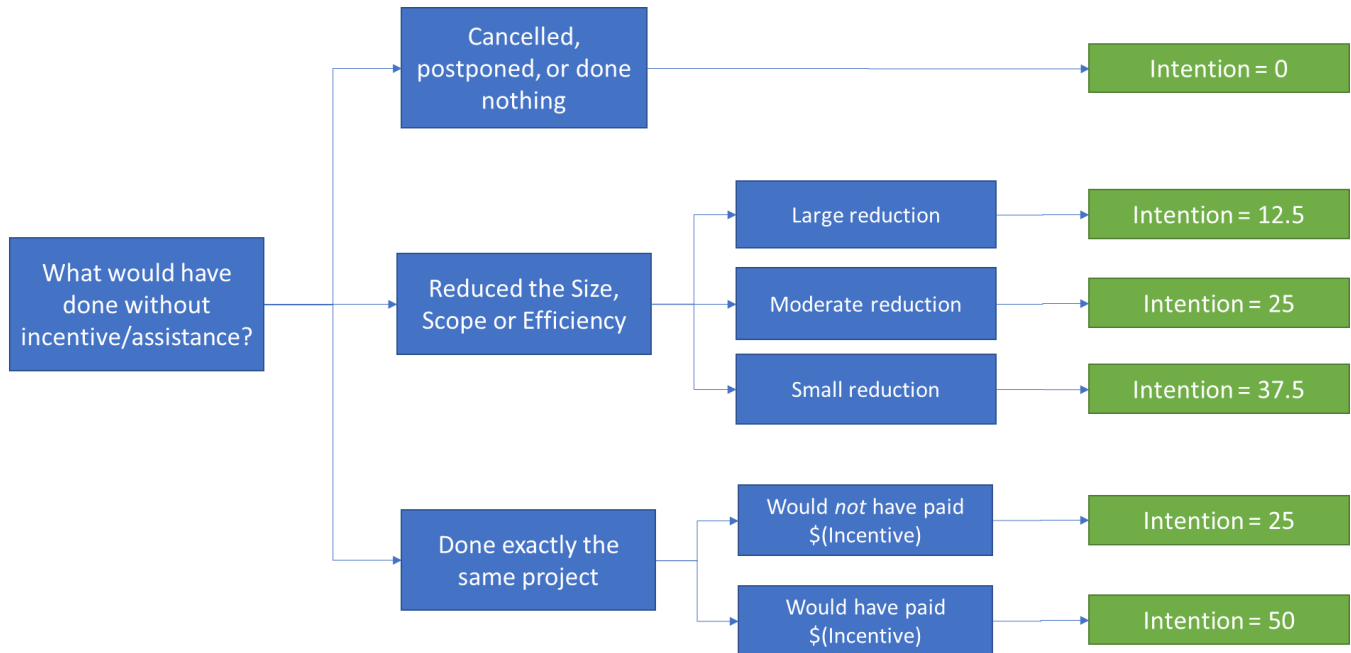 Cancelled,
postponed, or done
nothing
Intention = 0
What would have
done without
incentive/assistance?
Reduced the Size,
Scope or Efficiency
Large reduction
Intention = 12.5
Moderate reduction
Intention = 25
Small reduction
Intention = 37.5
Done exactly the
same project
Would not have paid
$(Incentive)
Intention = 25
Would have paid
$(Incentive)
Intention = 50